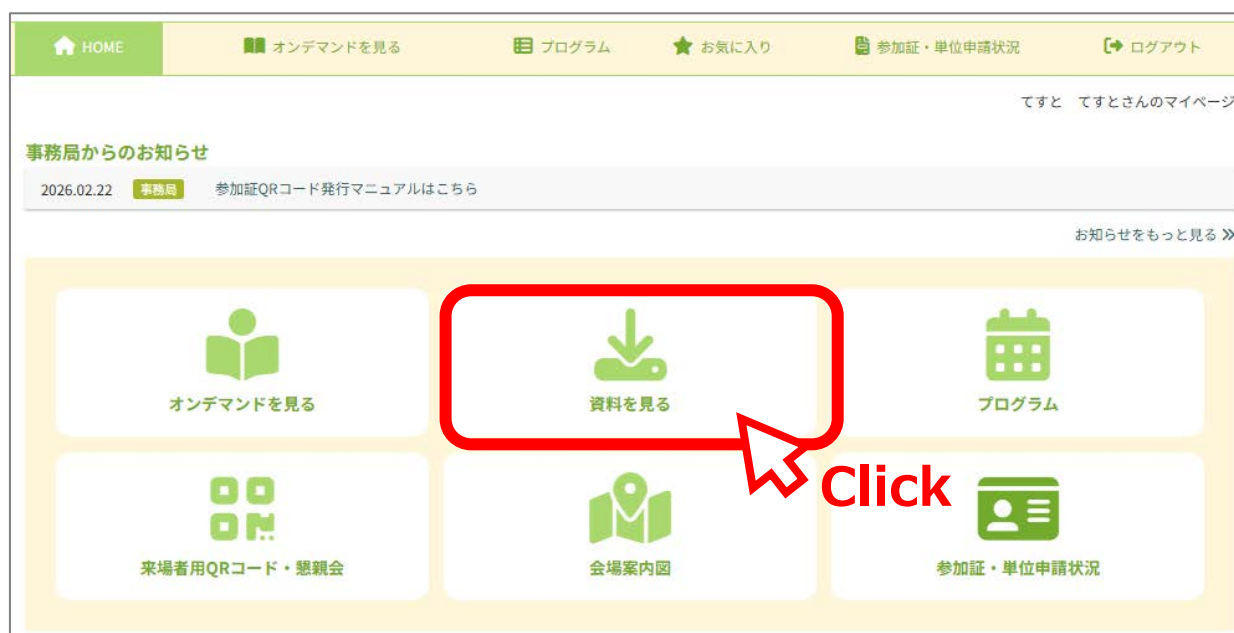 HOME オンデマンドを見る プログラム お気に入り 参加証・単位申請状況 ログアウト
てすと てすとさんのマイページ
事務局からのお知らせ
2026.02.22 事務局 参加証QRコード発行マニュアルはこちら
お知らせをもっと見る
オンデマンドを見る 資料を見る プログラム
Click
来場者用QRコード・懇親会 会場案内図 参加証・単位申請状況